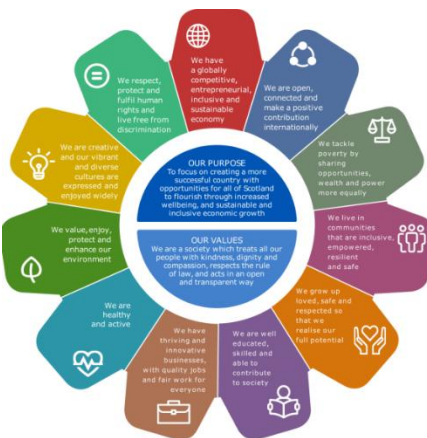 We have
a globally
competitive,
entrepreneurial,
inclusive and
sustainable
economy
We are open,
connected and
make a positive
contribution
internationally
We tackle
poverty by
sharing
opportunities,
wealth and power
more equally
We live in
communities
that are inclusive,
empowered,
resilient
and safe
We grow up
loved, safe and
respected so
that we
realise our
full potential
We are well
educated,
skilled and
able to
contribute
to society
We have
thriving and
innovative
businesses,
with quality jobs
and fair work for
everyone
We are
healthy
and active
We value, enjoy,
protect and
enhance our
environment
We are creative
and our vibrant
and diverse
cultures are
expressed and
enjoyed widely
We respect,
protect and
fulfil human
rights and
live free from
discrimination
OUR PURPOSE
To focus on creating a more
successful country with
opportunities for all of Scotland
to flourish through increased
wellbeing, and sustainable and
inclusive economic growth
OUR VALUES
We are a society which treats all our
people with kindness, dignity and
compassion, respects the rule
of law, and acts in an open
and transparent way